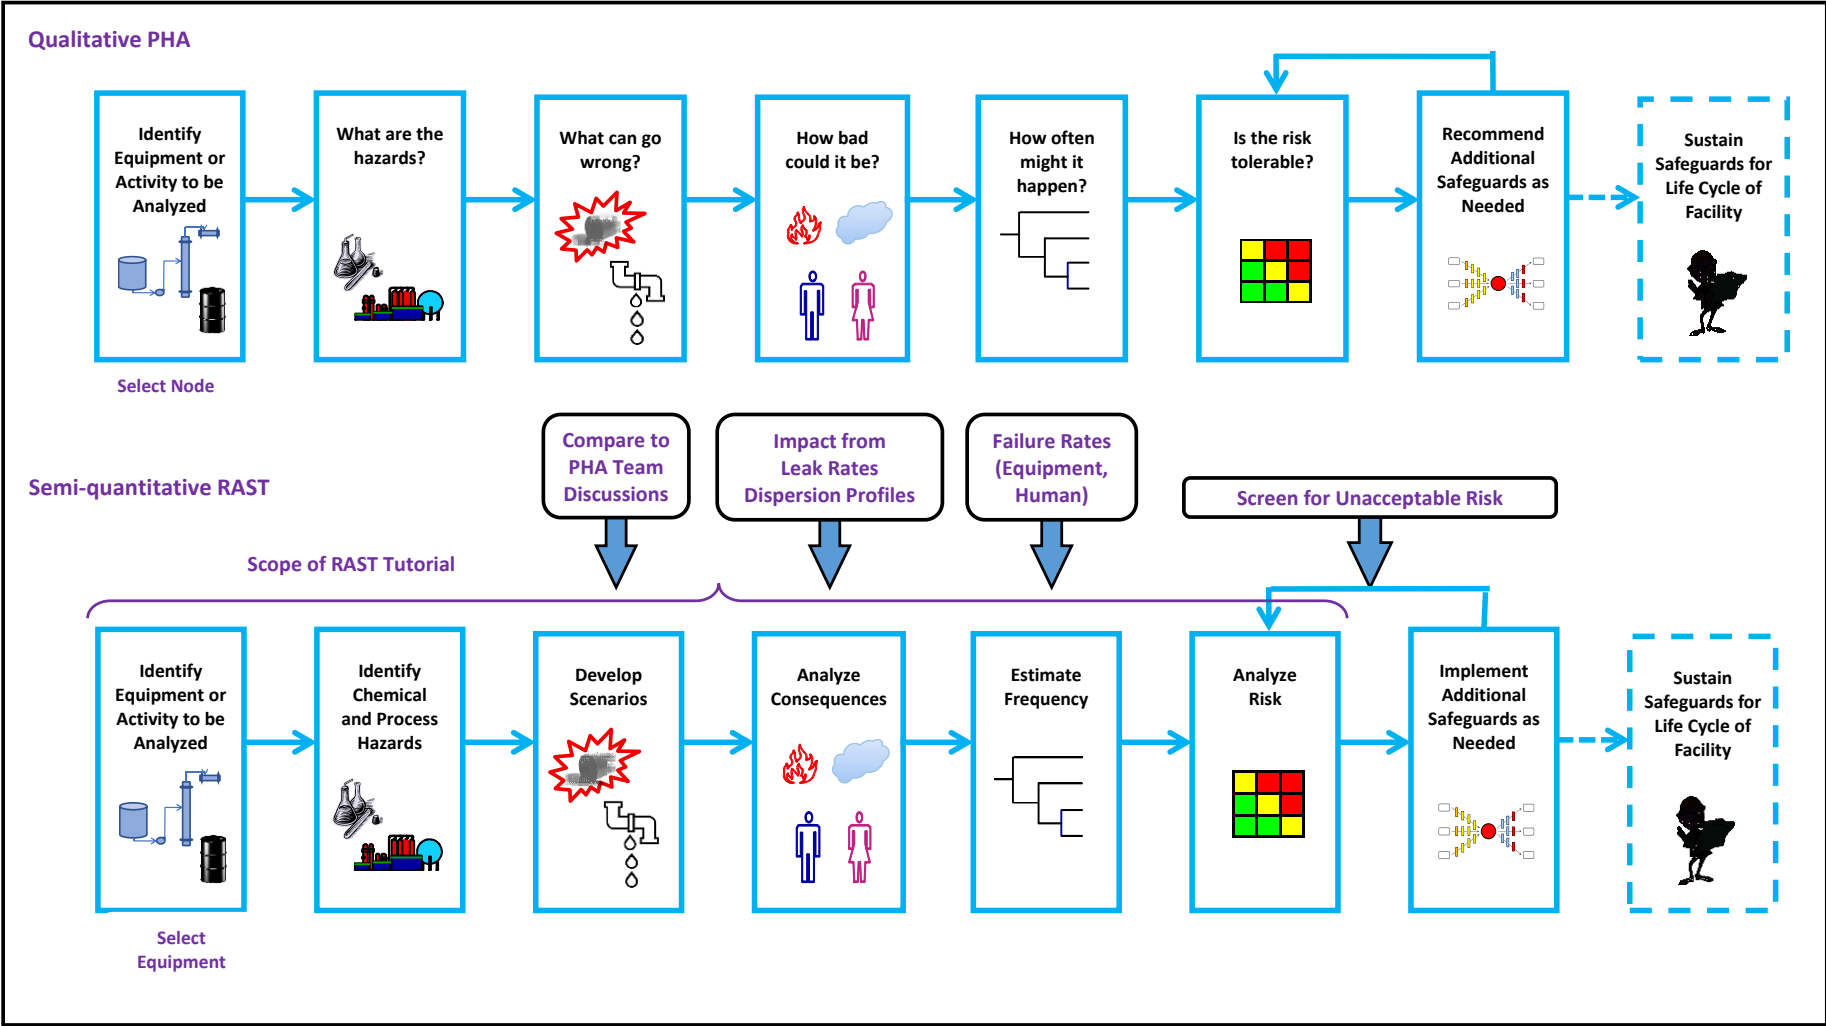 Qualitative PHA
Identify
Equipment or
Activity to be
Analyzed
What are the
hazards?
What can go
wrong?
How bad
could it be?
How often
might it
happen?
Is the risk
tolerable?
Recommend
Additional
Safeguards as
Needed
Sustain
Safeguards for
Life Cycle of
Facility
Select Node
Compare to
PHA Team
Discussions
Impact from
Leak Rates
Dispersion Profiles
Failure Rates
(Equipment,
Human)
Screen for Unacceptable Risk
Semi-quantitative RAST
Scope of RAST Tutorial
Identify
Equipment or
Activity to be
Analyzed
Identify
Chemical
and Process
Hazards
Develop
Scenarios
Analyze
Consequences
Estimate
Frequency
Analyze
Risk
Implement
Additional
Safeguards as
Needed
Sustain
Safeguards for
Life Cycle of
Facility
Select
Equipment